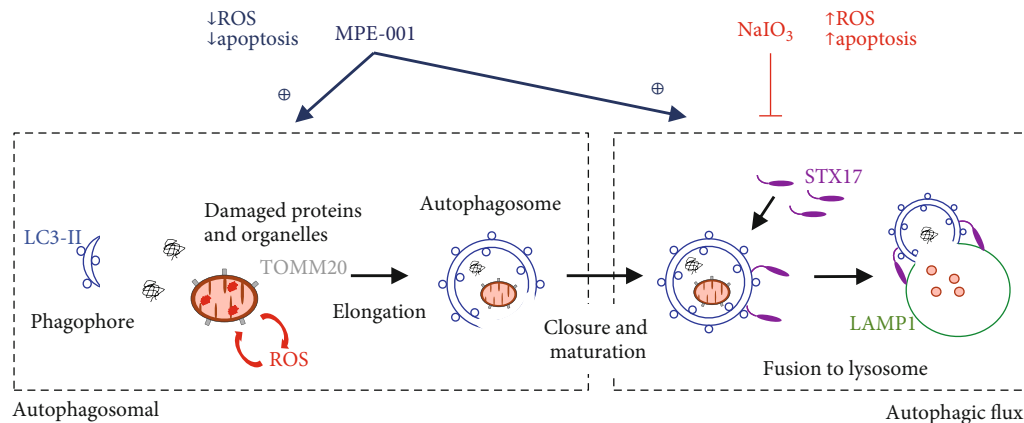 ↓ROS
↓apoptosis
MPE-001
NaIO₃
↑ROS
↑apoptosis
⊕
⊕
STX17
Damaged proteins
and organelles
Autophagosome
LC3-II
TOMM20
Phagophore
Elongation
ROS
Closure and
maturation
LAMP1
Fusion to lysosome
Autophagosomal
Autophagic flux